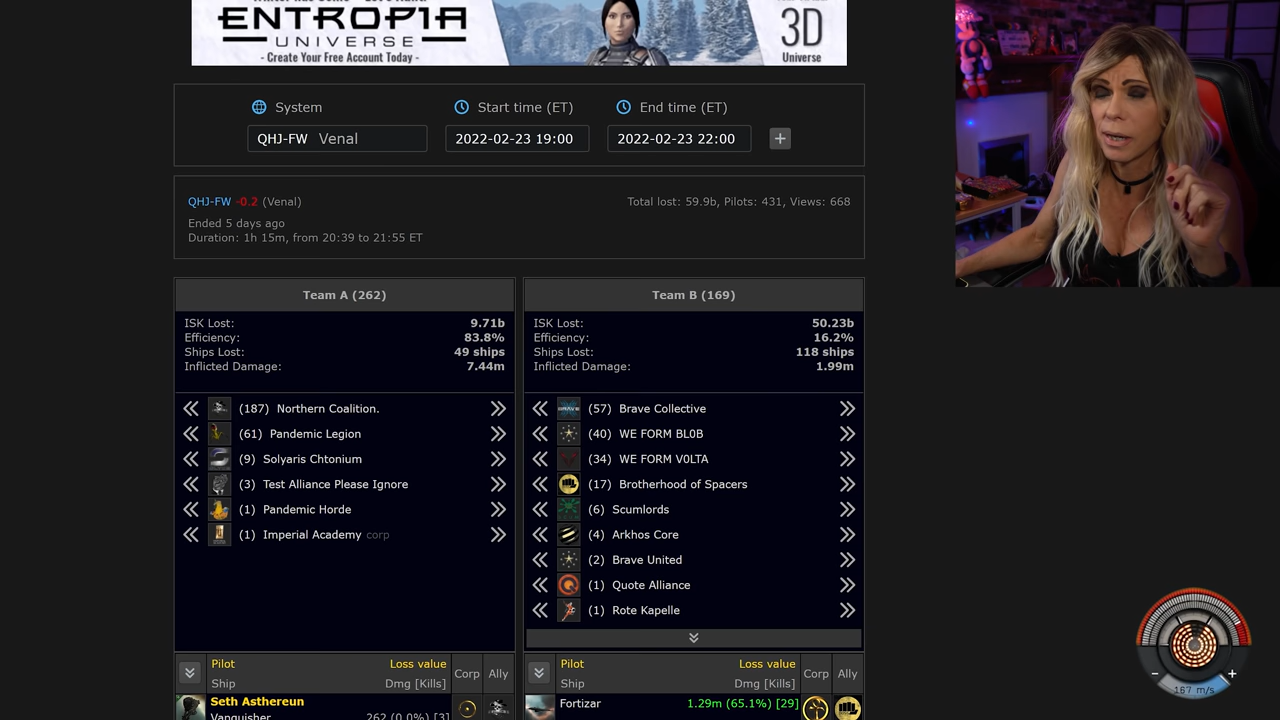 ENTROPIA
UNIVERSE
- Create Your Free Account Today -
3D
Universe
System
Start time (ET)
End time (ET)
QHJ-FW Venal
2022-02-23 19:00
2022-02-23 22:00
+
QHJ-FW -0.2 (Venal)
Total lost: 59.9b, Pilots: 431, Views: 668
Ended 5 days ago
Duration: 1h 15m, from 20:39 to 21:55 ET
Team A (262)
ISK Lost: 9.71b
Efficiency: 83.8%
Ships Lost: 49 ships
Inflicted Damage: 7.44m
(187) Northern Coalition.
(61) Pandemic Legion
(9) Solyaris Chtonium
(3) Test Alliance Please Ignore
(1) Pandemic Horde
(1) Imperial Academy corp
Pilot Loss value
Ship Dmg [Kills]
Corp Ally
Seth Asthereun
Vanquisher 262 (0.0%) [3]
Team B (169)
ISK Lost: 50.23b
Efficiency: 16.2%
Ships Lost: 118 ships
Inflicted Damage: 1.99m
(57) Brave Collective
(40) WE FORM BL0B
(34) WE FORM V0LTA
(17) Brotherhood of Spacers
(6) Scumlords
(4) Arkhos Core
(2) Brave United
(1) Quote Alliance
(1) Rote Kapelle
Pilot Loss value
Ship Dmg [Kills]
Corp Ally
Fortizar 1.29m (65.1%) [29]
- +
167 m/s